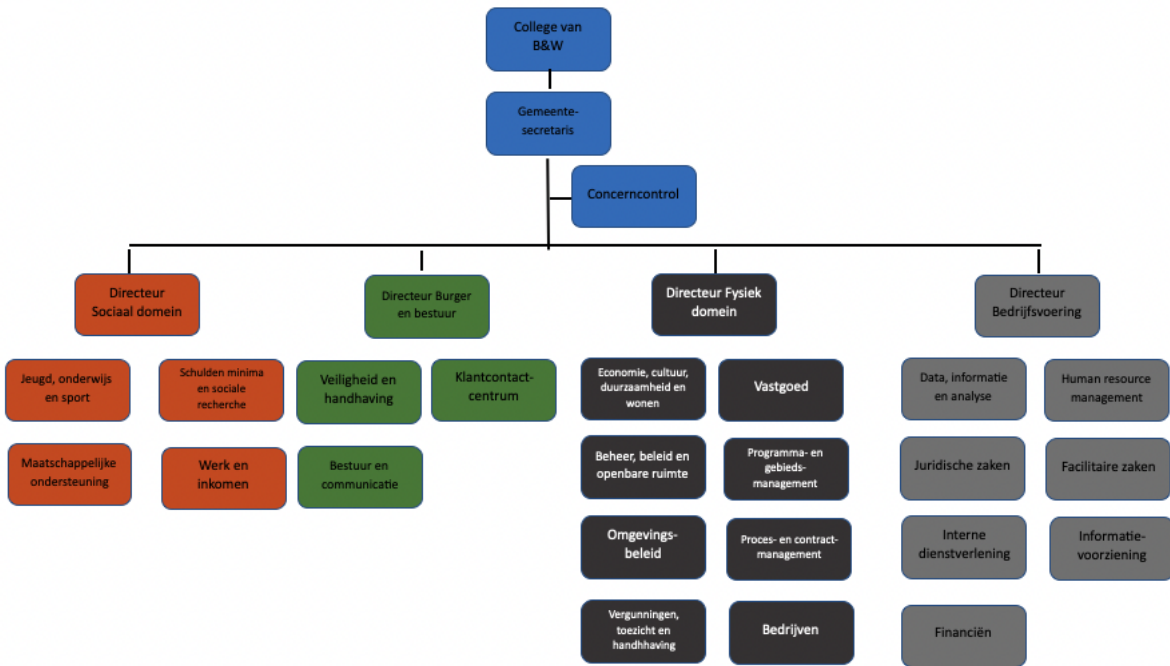 College van
B&W
Gemeente-
secretaris
Concerncontrol
Directeur
Sociaal domein
Directeur Burger
en bestuur
Directeur Fysiek
domein
Directeur
Bedrijfsvoering
Jeugd, onderwijs
en sport
Schulden minima
en sociale
recherche
Maatschappelijke
ondersteuning
Werk en
inkomen
Veiligheid en
handhaving
Klantcontact-
centrum
Bestuur en
communicatie
Economie, cultuur,
duurzaamheid en
wonen
Vastgoed
Beheer, beleid en
openbare ruimte
Programma- en
gebieds-
management
Omgevings-
beleid
Proces- en contract-
management
Vergunningen,
toezicht en
handhhaving
Bedrijven
Data, informatie
en analyse
Human resource
management
Juridische zaken
Facilitaire zaken
Interne
dienstverlening
Informatie-
voorziening
Financiën